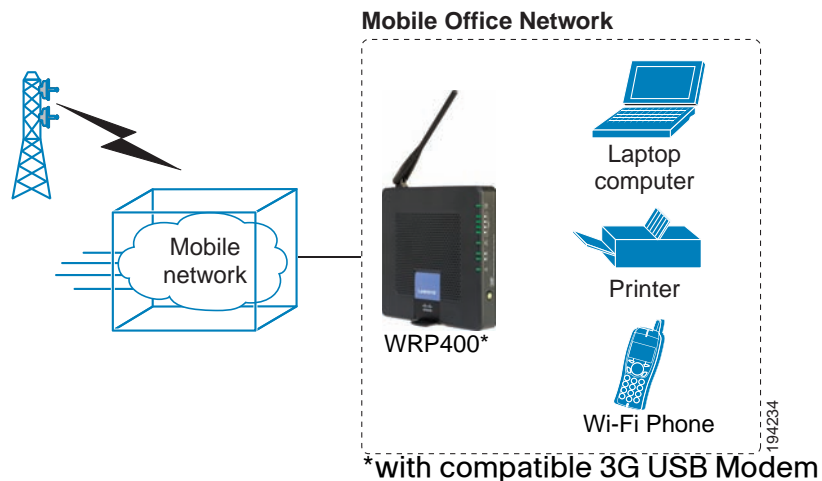 Mobile Office Network
Laptop
computer
Mobile
network
Printer
WRP400*
Wi-Fi Phone
194234
*with compatible 3G USB Modem